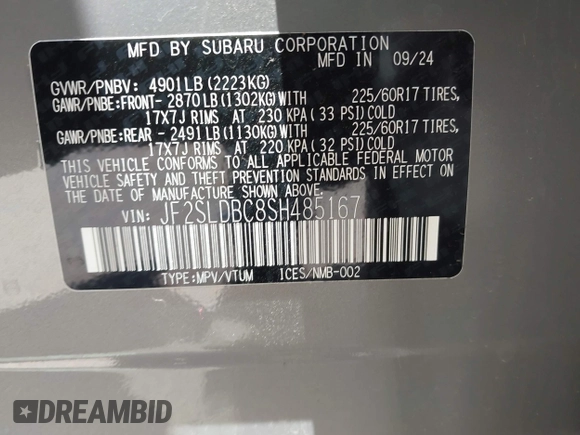 MFD BY SUBARU CORPORATION
MFD IN 09/24
GVWR/PNBV: 4901LB (2223KG)
GAWR/PNBE:FRONT- 2870LB (1302KG)WITH 225/60R17 TIRES,
17X7J RIMS AT 230 KPA ( 33 PSI)COLD
GAWR/PNBE:REAR - 2491LB (1130KG)WITH 225/60R17 TIRES,
17X7J RIMS AT 220 KPA ( 32 PSI)COLD
THIS VEHICLE CONFORMS TO ALL APPLICABLE FEDERAL MOTOR
VEHICLE SAFETY AND THEFT PREVENTION STANDARDS IN EFFECT ON
THE DATE OF MANUFACTURE SHOWN ABOVE.
VIN: JF2SLDBC8SH485167
TYPE:MPV/VTUM ICES/NMB-002
DREAMBID